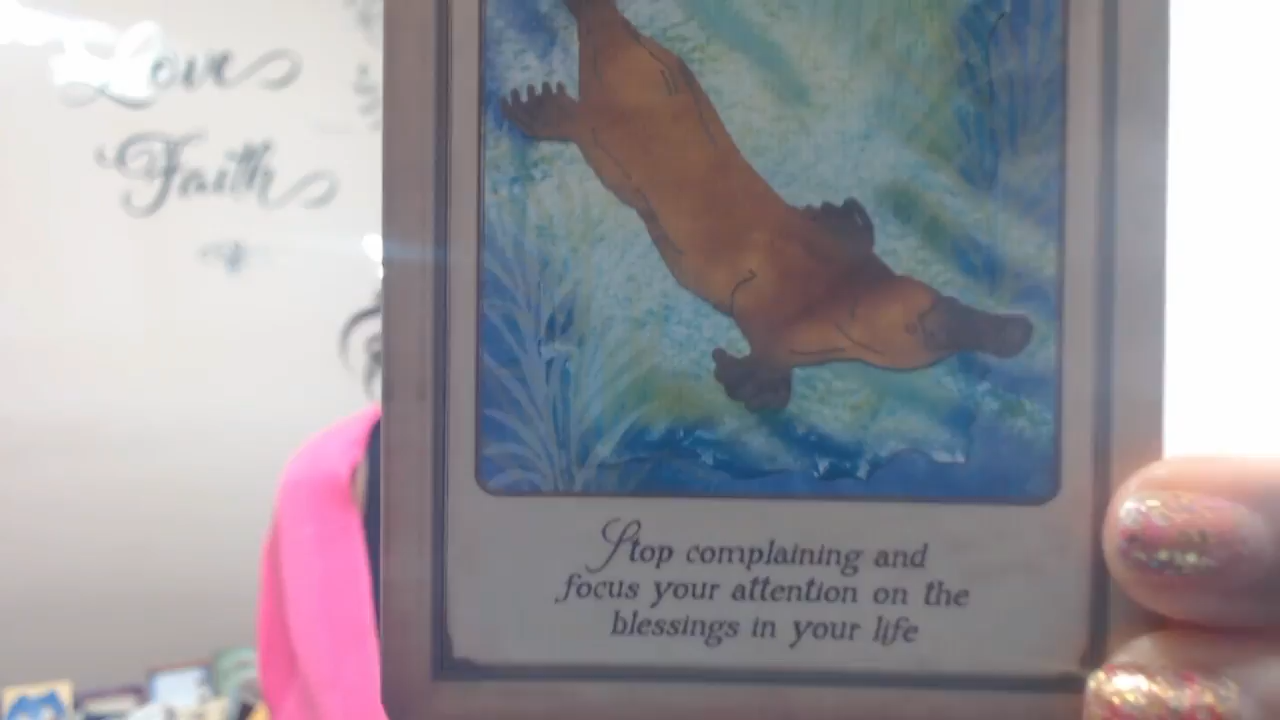 Love
Faith
Stop complaining and
focus your attention on the
blessings in your life